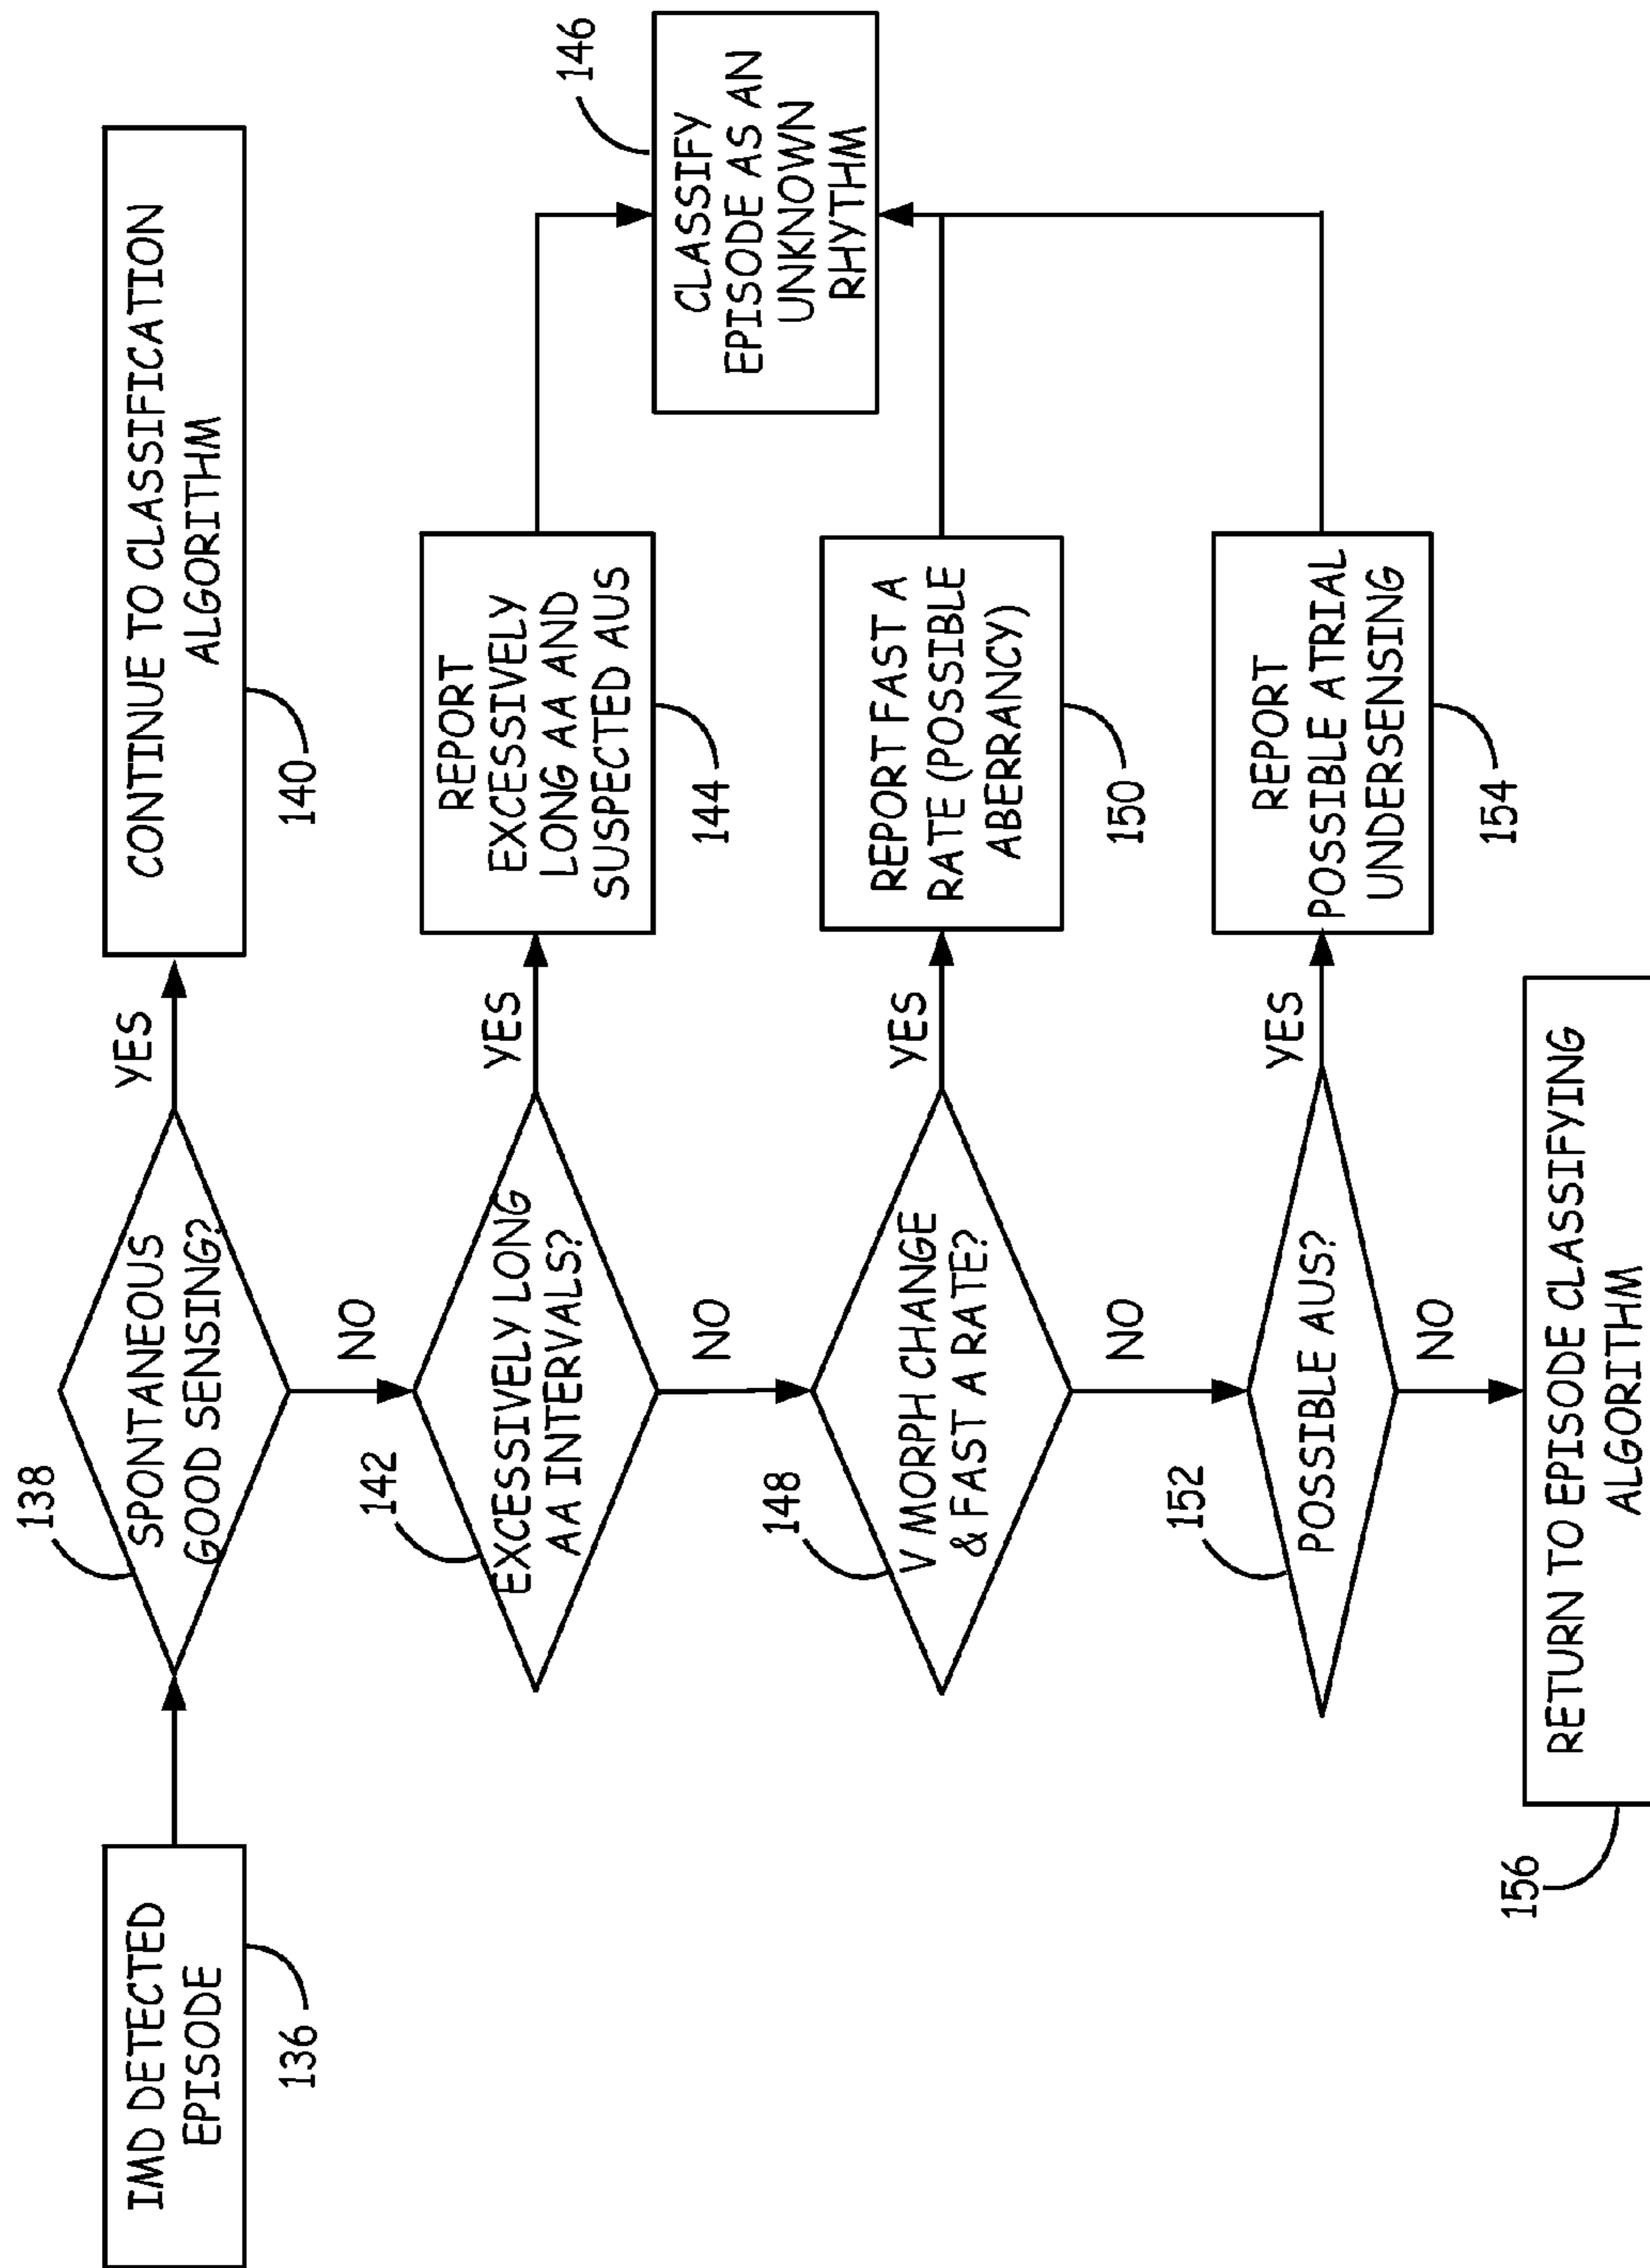 IMD DETECTED
EPISODE
136
138
SPONTANEOUS
GOOD SENSING?
YES
CONTINUE TO CLASSIFICATION
ALGORITHM
140
NO
142
EXCESSIVELY LONG
AA INTERVALS?
YES
REPORT
EXCESSIVELY
LONG AA AND
SUSPECTED AUS
144
146
CLASSIFY
EPISODE AS AN
UNKNOWN
RHYTHM
NO
148
V MORPH CHANGE
& FAST A RATE?
YES
REPORT FAST A
RATE (POSSIBLE
ABERRANCY)
150
NO
152
POSSIBLE AUS?
YES
REPORT
POSSIBLE ATRIAL
UNDERSENSING
154
NO
156
RETURN TO EPISODE CLASSIFYING
ALGORITHM